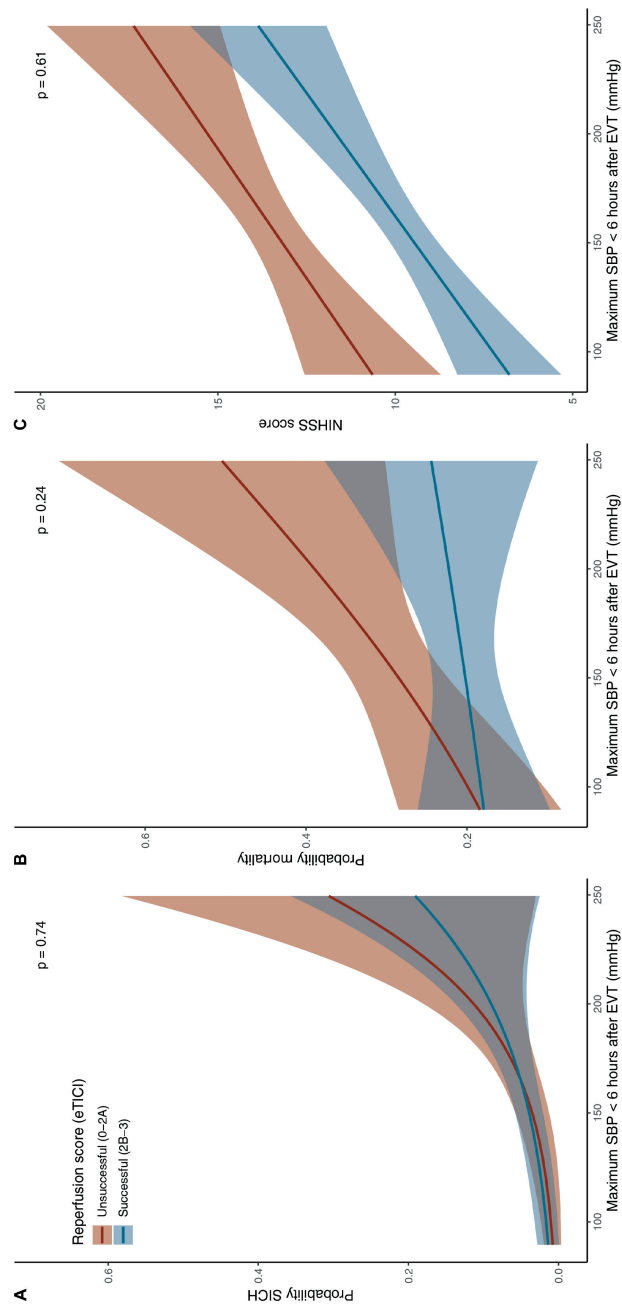 A
p = 0.74
Reperfusion score (eTICI)
Unsuccessful (0−2A)
Successful (2B−3)
Probability SICH
0.6
0.4
0.2
0.0
100
150
200
250
Maximum SBP < 6 hours after EVT (mmHg)
B
p = 0.24
Probability mortality
0.6
0.4
0.2
100
150
200
250
Maximum SBP < 6 hours after EVT (mmHg)
C
p = 0.61
NIHSS score
20
15
10
5
100
150
200
250
Maximum SBP < 6 hours after EVT (mmHg)